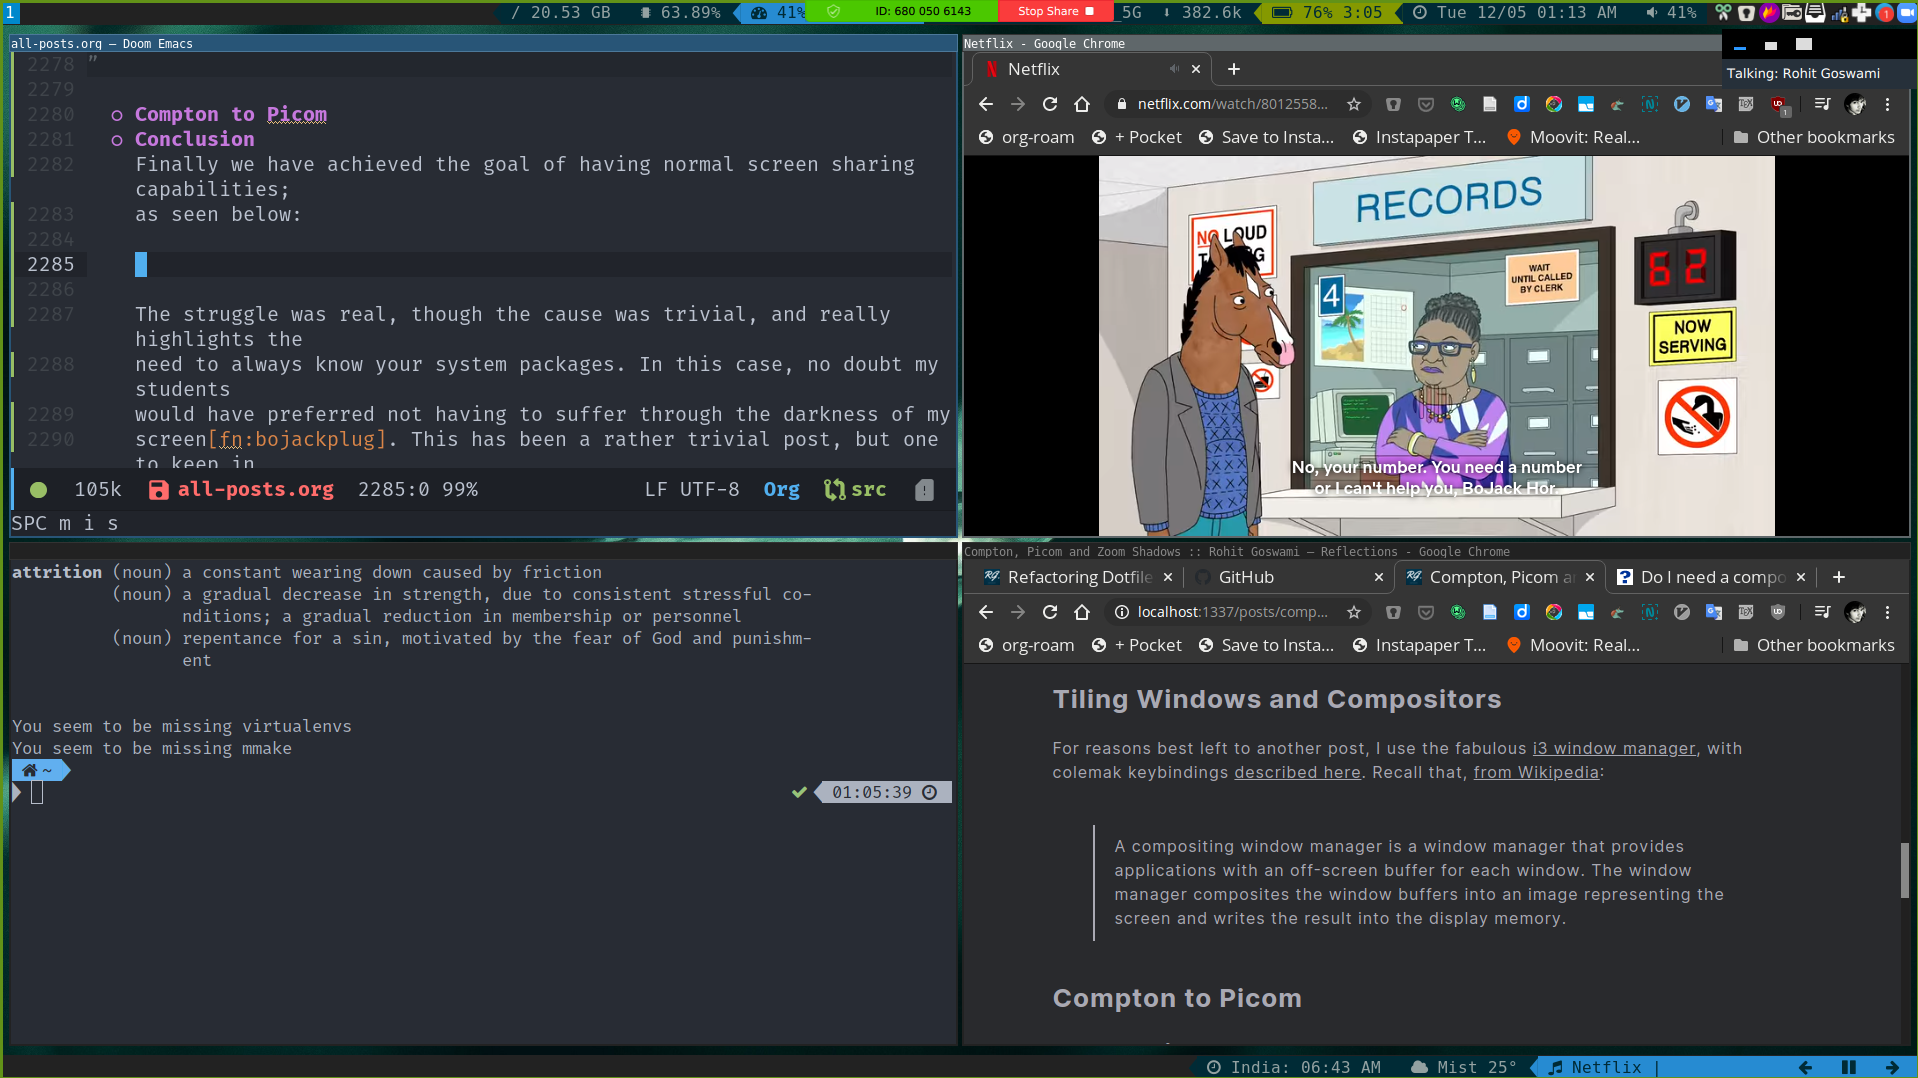 1
/ 20.53 GB
63.89%
41%
ID: 680 050 6143
Stop Share
5G
382.6k
76% 3:05
Tue 12/05 01:13 AM
41%
all-posts.org – Doom Emacs
2278 "
2279
2280 Compton to Picom
2281 Conclusion
2282 Finally we have achieved the goal of having normal screen sharing
capabilities;
2283 as seen below:
2284
2285
2286
2287 The struggle was real, though the cause was trivial, and really
highlights the
2288 need to always know your system packages. In this case, no doubt my
students
2289 would have preferred not having to suffer through the darkness of my
2290 screen[fn:bojackplug]. This has been a rather trivial post, but one
to keep in
105k all-posts.org 2285:0 99% LF UTF-8 Org src
SPC m i s
Netflix - Google Chrome
Talking: Rohit Goswami
Netflix
netflix.com/watch/8012558...
org-roam + Pocket Save to Insta... Instapaper T... Moovit: Real... Other bookmarks
RECORDS
NO LOUD
WAIT
UNTIL CALLED
BY CLERK
4
62
NOW
SERVING
No, your number. You need a number
or I can't help you, BoJack Hor
attrition (noun) a constant wearing down caused by friction
(noun) a gradual decrease in strength, due to consistent stressful co-
nditions; a gradual reduction in membership or personnel
(noun) repentance for a sin, motivated by the fear of God and punishm-
ent
You seem to be missing virtualenvs
You seem to be missing mmake
~
01:05:39
Compton, Picom and Zoom Shadows :: Rohit Goswami – Reflections - Google Chrome
Refactoring Dotfile GitHub Compton, Picom a Do I need a compo
localhost:1337/posts/comp...
org-roam + Pocket Save to Insta... Instapaper T... Moovit: Real... Other bookmarks
Tiling Windows and Compositors
For reasons best left to another post, I use the fabulous i3 window manager, with
colemak keybindings described here. Recall that, from Wikipedia:
A compositing window manager is a window manager that provides
applications with an off-screen buffer for each window. The window
manager composites the window buffers into an image representing the
screen and writes the result into the display memory.
Compton to Picom
India: 06:43 AM
Mist 25°
Netflix |